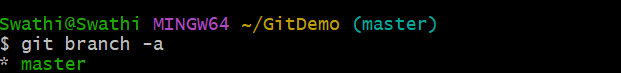 Swathi@Swathi MINGW64 ~/GitDemo (master)
$ git branch -a
* master